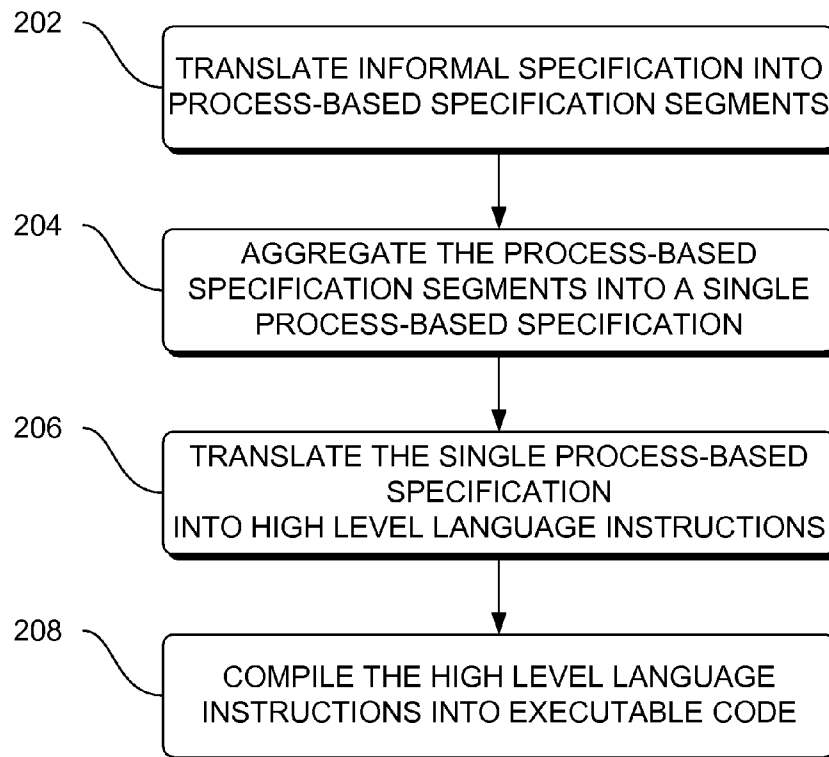 202
TRANSLATE INFORMAL SPECIFICATION INTO
PROCESS-BASED SPECIFICATION SEGMENTS
204
AGGREGATE THE PROCESS-BASED
SPECIFICATION SEGMENTS INTO A SINGLE
PROCESS-BASED SPECIFICATION
206
TRANSLATE THE SINGLE PROCESS-BASED
SPECIFICATION
INTO HIGH LEVEL LANGUAGE INSTRUCTIONS
208
COMPILE THE HIGH LEVEL LANGUAGE
INSTRUCTIONS INTO EXECUTABLE CODE